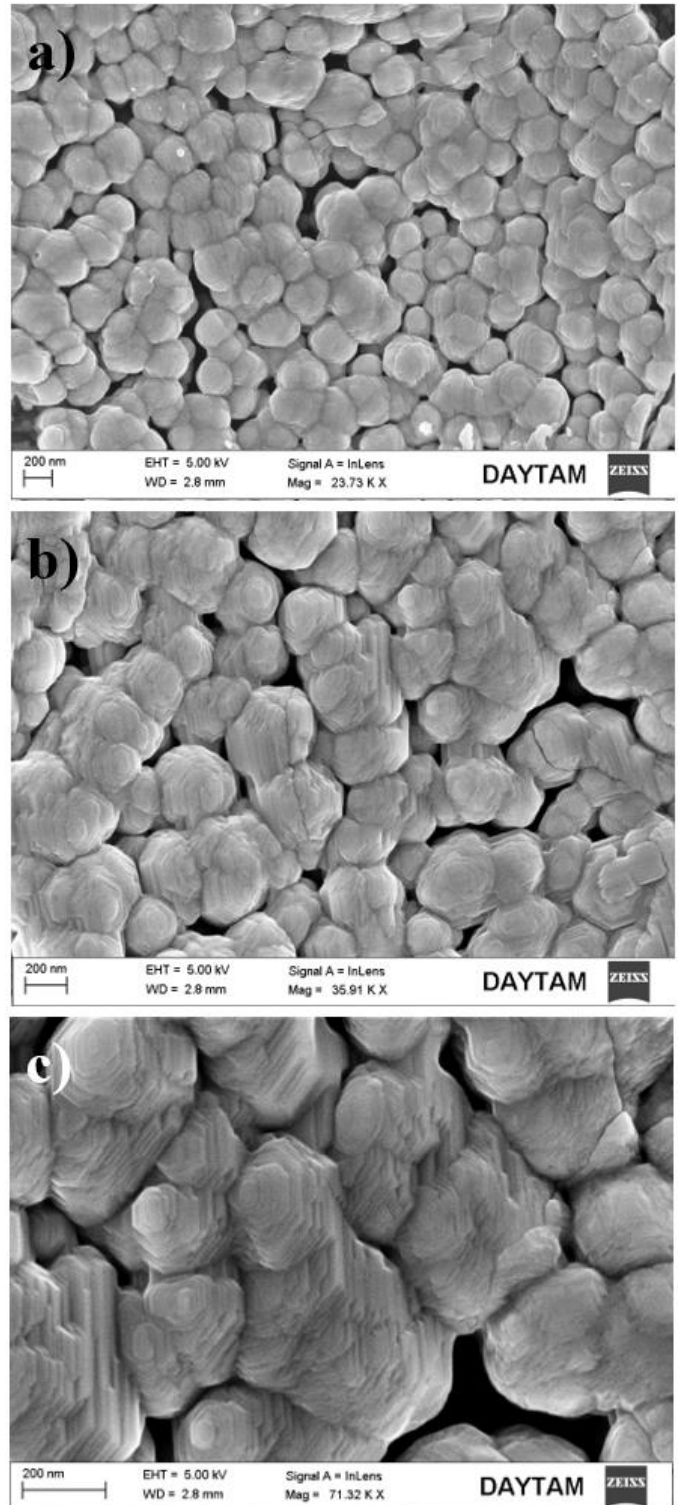 a)
200 nm EHT = 5.00 kV Signal A = InLens DAYTAM ZEISS
WD = 2.8 mm Mag = 23.73 K X
b)
200 nm EHT = 5.00 kV Signal A = InLens DAYTAM ZEISS
WD = 2.8 mm Mag = 35.91 K X
c)
200 nm EHT = 5.00 kV Signal A = InLens DAYTAM ZEISS
WD = 2.8 mm Mag = 71.32 K X